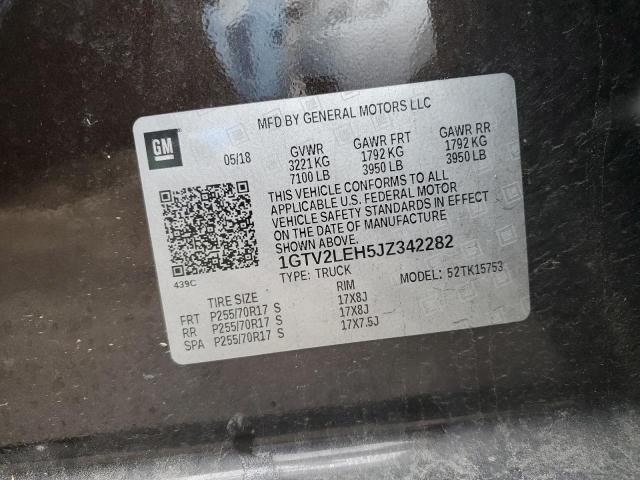 MFD BY GENERAL MOTORS LLC
GM
05/18 GVWR GAWR FRT GAWR RR
3221 KG 1792 KG 1792 KG
7100 LB 3950 LB 3950 LB
THIS VEHICLE CONFORMS TO ALL
APPLICABLE U.S. FEDERAL MOTOR
VEHICLE SAFETY STANDARDS IN EFFECT
ON THE DATE OF MANUFACTURE
SHOWN ABOVE.
1GTV2LEH5JZ342282
439C TYPE: TRUCK MODEL: 52TK15753
TIRE SIZE RIM
FRT P255/70R17 S 17X8J
RR P255/70R17 S 17X8J
SPA P255/70R17 S 17X7.5J